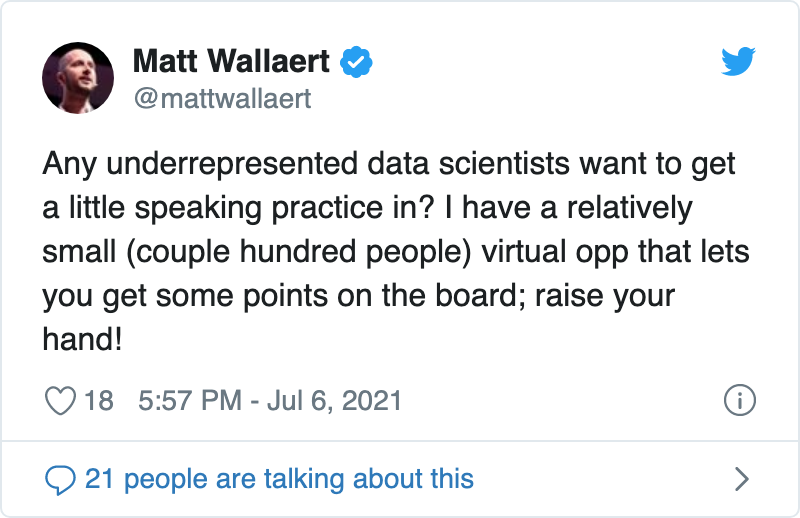 Matt Wallaert
@mattwallaert
Any underrepresented data scientists want to get
a little speaking practice in? I have a relatively
small (couple hundred people) virtual opp that lets
you get some points on the board; raise your
hand!
18 5:57 PM - Jul 6, 2021
21 people are talking about this